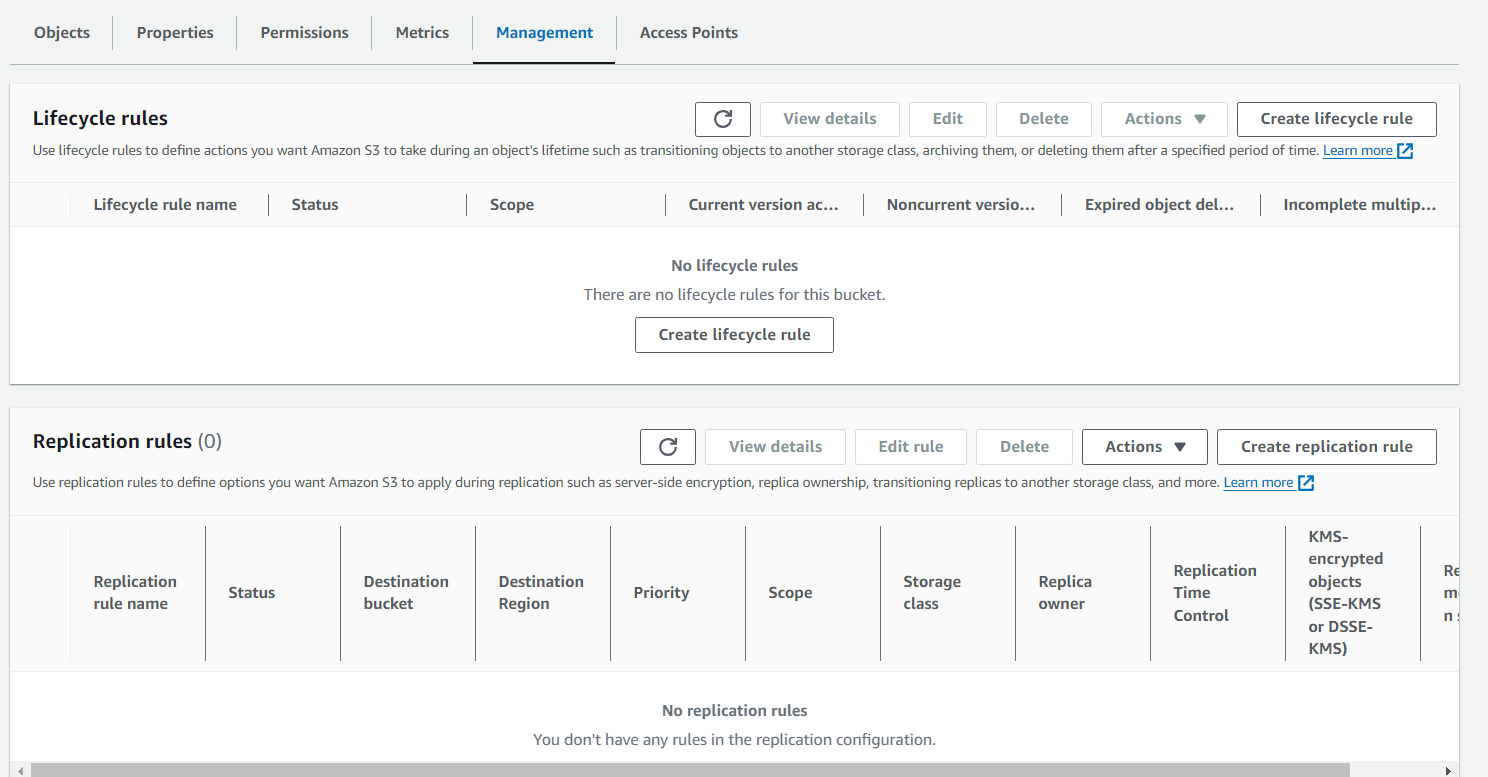 Objects Properties Permissions Metrics Management Access Points
Lifecycle rules
View details Edit Delete Actions Create lifecycle rule
Use lifecycle rules to define actions you want Amazon S3 to take during an object's lifetime such as transitioning objects to another storage class, archiving them, or deleting them after a specified period of time. Learn more
Lifecycle rule name Status Scope Current version ac... Noncurrent versio... Expired object del... Incomplete multip...
No lifecycle rules
There are no lifecycle rules for this bucket.
Create lifecycle rule
Replication rules (0)
View details Edit rule Delete Actions Create replication rule
Use replication rules to define options you want Amazon S3 to apply during replication such as server-side encryption, replica ownership, transitioning replicas to another storage class, and more. Learn more
Replication
rule name
Status
Destination
bucket
Destination
Region
Priority
Scope
Storage
class
Replica
owner
Replication
Time
Control
KMS-
encrypted
objects
(SSE-KMS
or DSSE-
KMS)
No replication rules
You don't have any rules in the replication configuration.